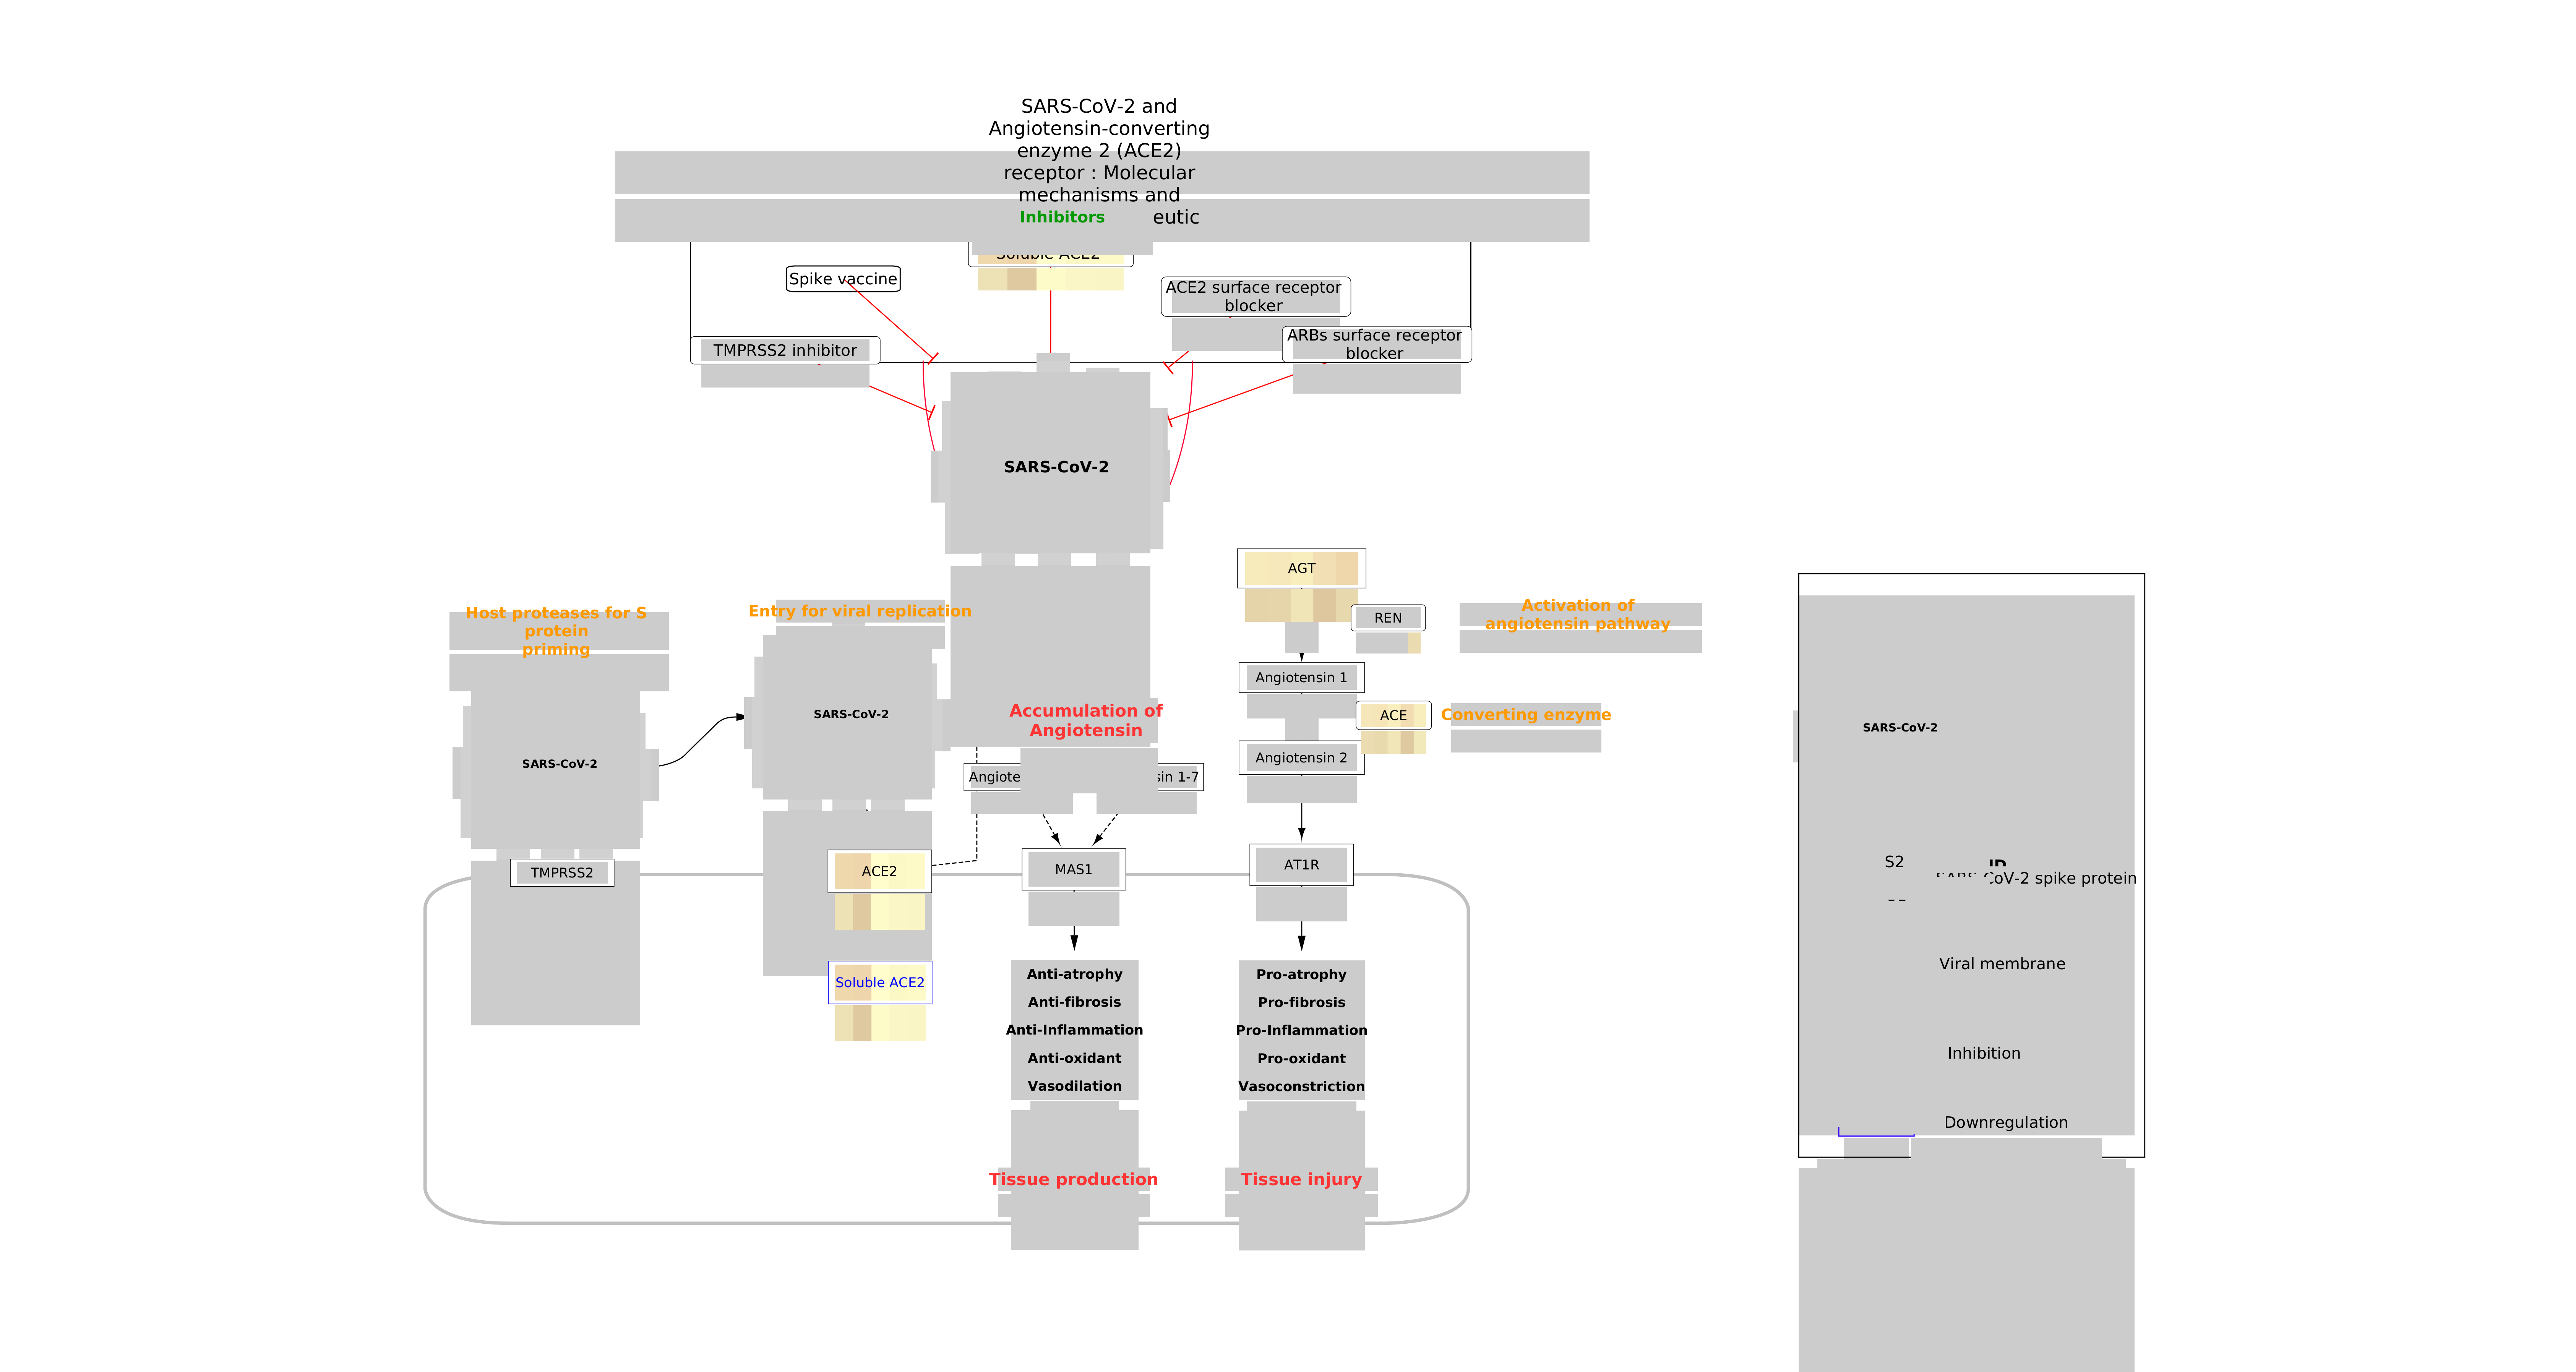 SARS-CoV-2 and
Angiotensin-converting
enzyme 2 (ACE2)
receptor : Molecular
mechanisms and
Inhibitors eutic
Soluble ACE2
Spike vaccine
ACE2 surface receptor
blocker
TMPRSS2 inhibitor
ARBs surface receptor
blocker
SARS-CoV-2
AGT
REN
Activation of
angiotensin pathway
Host proteases for S
protein
priming
Entry for viral replication
Angiotensin 1
SARS-CoV-2
Accumulation of
Angiotensin
ACE
Converting enzyme
SARS-CoV-2
Angiotensin 2
SARS-CoV-2
Angiote
sin 1-7
TMPRSS2
ACE2
MAS1
AT1R
Soluble ACE2
Anti-atrophy
Anti-fibrosis
Anti-Inflammation
Anti-oxidant
Vasodilation
Pro-atrophy
Pro-fibrosis
Pro-Inflammation
Pro-oxidant
Vasoconstriction
Tissue production
Tissue injury
S2
CoV-2 spike protein
Viral membrane
Inhibition
Downregulation